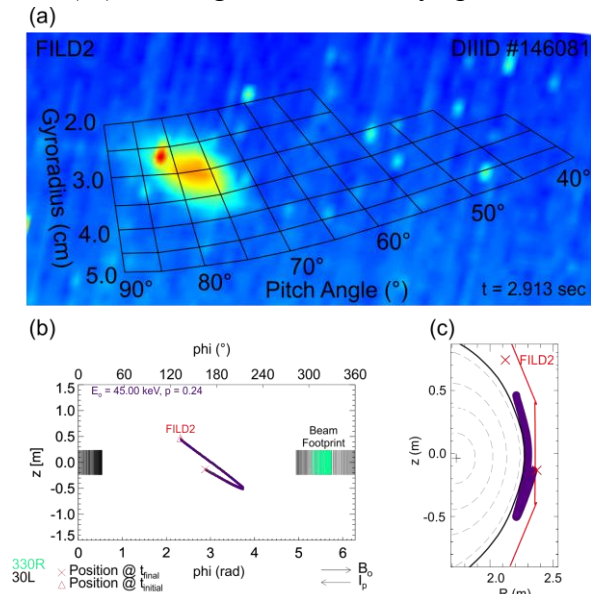 (a)
FILD2 DIIID #146081
2.0
3.0
4.0
5.0
Gyroradius (cm)
90° 80° 70° 60° 50° 40°
Pitch Angle (°)
t = 2.913 sec
(b)
phi (°)
0 60 120 180 240 300 360
E₀ = 45.00 keV, p = 0.24
1.5
1.0
0.5
0.0
-0.5
-1.0
-1.5
z [m]
FILD2
Beam
Footprint
0 1 2 3 4 5 6
phi (rad)
330R
30L
× Position @ t_final
△ Position @ t_initial
B₀
I_p
(c)
× FILD2
0.5
0.0
-0.5
z (m)
2.0 2.5
R (m)